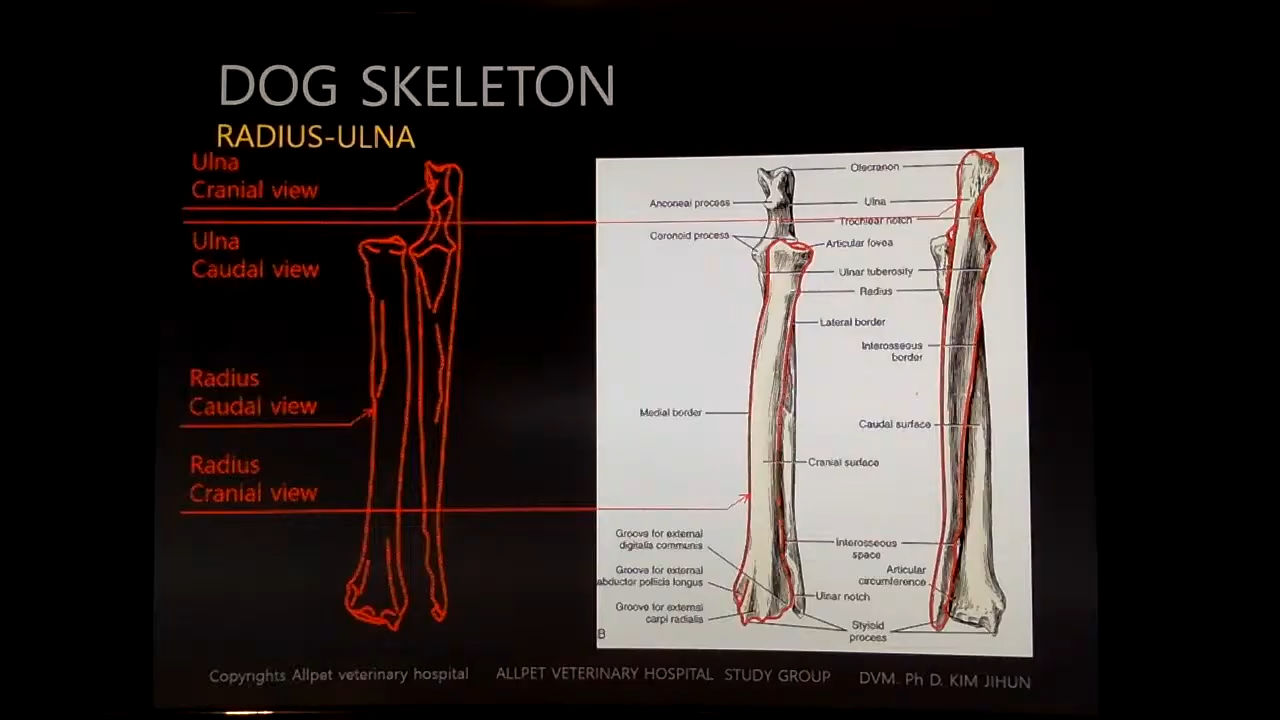 DOG SKELETON
RADIUS-ULNA
Ulna
Cranial view
Ulna
Caudal view
Radius
Caudal view
Radius
Cranial view
Olecranon
Anconeal process
Ulna
Trochlear notch
Coronoid process
Articular fovea
Ulnar tuberosity
Radius
Lateral border
Interosseous
border
Medial border
Caudal surface
Cranial surface
Groove for external
digitalis communis
Interosseous
space
Groove for external
abductor pollicis longus
Articular
circumference
Ulnar notch
Groove for external
carpi radialis
Styloid
process
B
Copyrights Allpet veterinary hospital
ALLPET VETERINARY HOSPITAL STUDY GROUP
DVM. Ph D. KIM JIHUN